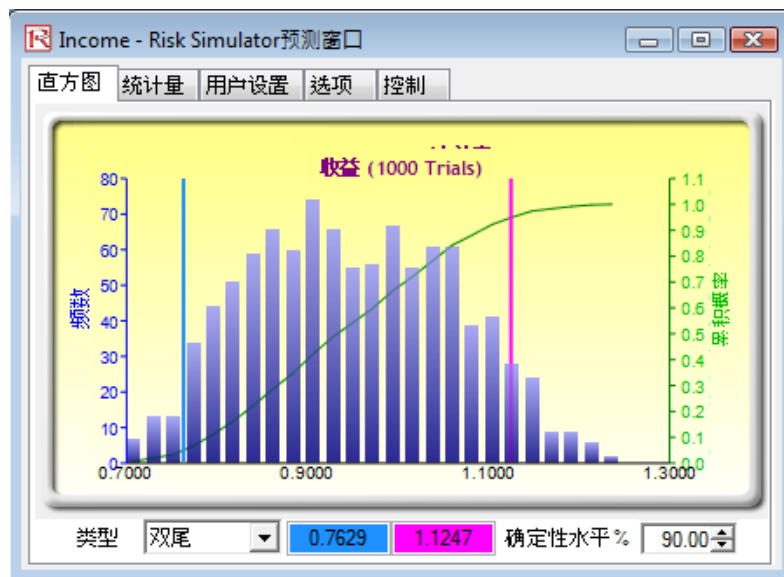 Income - Risk Simulator预测窗口
直方图 统计量 用户设置 选项 控制
收益 (1000 Trials)
80 1.1
70 1.0
60 0.9
50 0.8
40 0.7
30 0.6
20 0.5
10 0.4
0 0.3
0.2
0.1
0.0
频数
累积概率
0.7000 0.9000 1.1000 1.3000
类型 双尾 0.7629 1.1247 确定性水平% 90.00